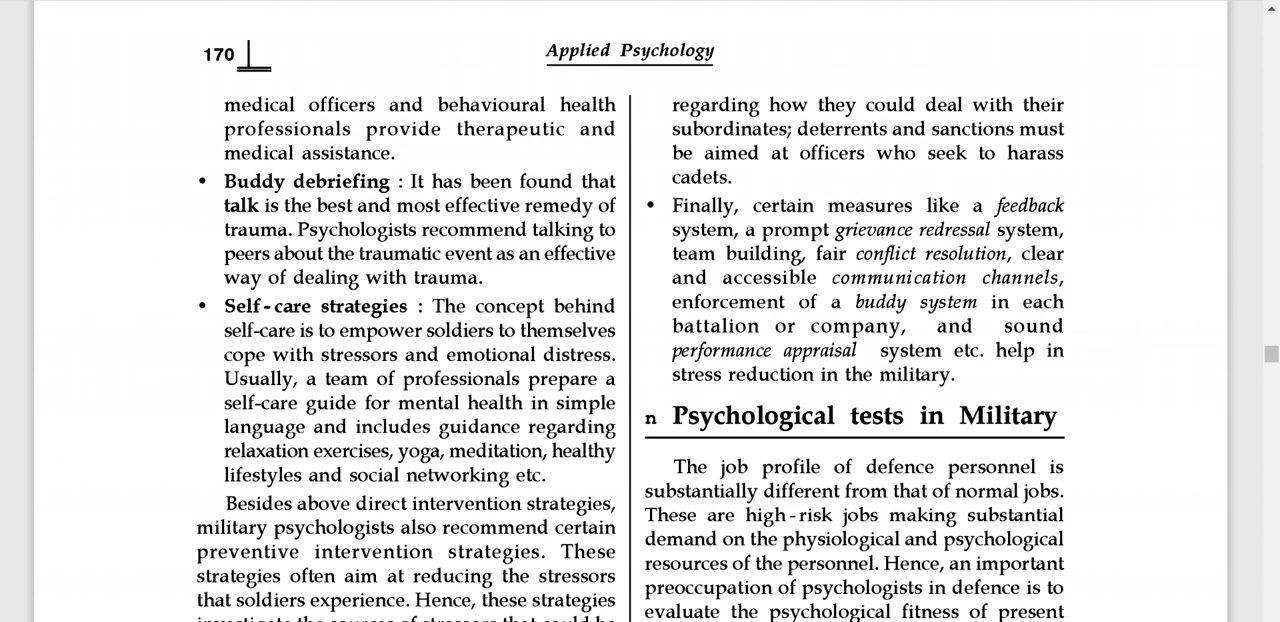 170
Applied Psychology
medical officers and behavioural health
professionals provide therapeutic and
medical assistance.
• Buddy debriefing : It has been found that
talk is the best and most effective remedy of
trauma. Psychologists recommend talking to
peers about the traumatic event as an effective
way of dealing with trauma.
• Self-care strategies : The concept behind
self-care is to empower soldiers to themselves
cope with stressors and emotional distress.
Usually, a team of professionals prepare a
self-care guide for mental health in simple
language and includes guidance regarding
relaxation exercises, yoga, meditation, healthy
lifestyles and social networking etc.
Besides above direct intervention strategies,
military psychologists also recommend certain
preventive intervention strategies. These
strategies often aim at reducing the stressors
that soldiers experience. Hence, these strategies
regarding how they could deal with their
subordinates; deterrents and sanctions must
be aimed at officers who seek to harass
cadets.
• Finally, certain measures like a feedback
system, a prompt grievance redressal system,
team building, fair conflict resolution, clear
and accessible communication channels,
enforcement of a buddy system in each
battalion or company, and sound
performance appraisal system etc. help in
stress reduction in the military.
n Psychological tests in Military
The job profile of defence personnel is
substantially different from that of normal jobs.
These are high-risk jobs making substantial
demand on the physiological and psychological
resources of the personnel. Hence, an important
preoccupation of psychologists in defence is to
evaluate the psychological fitness of present